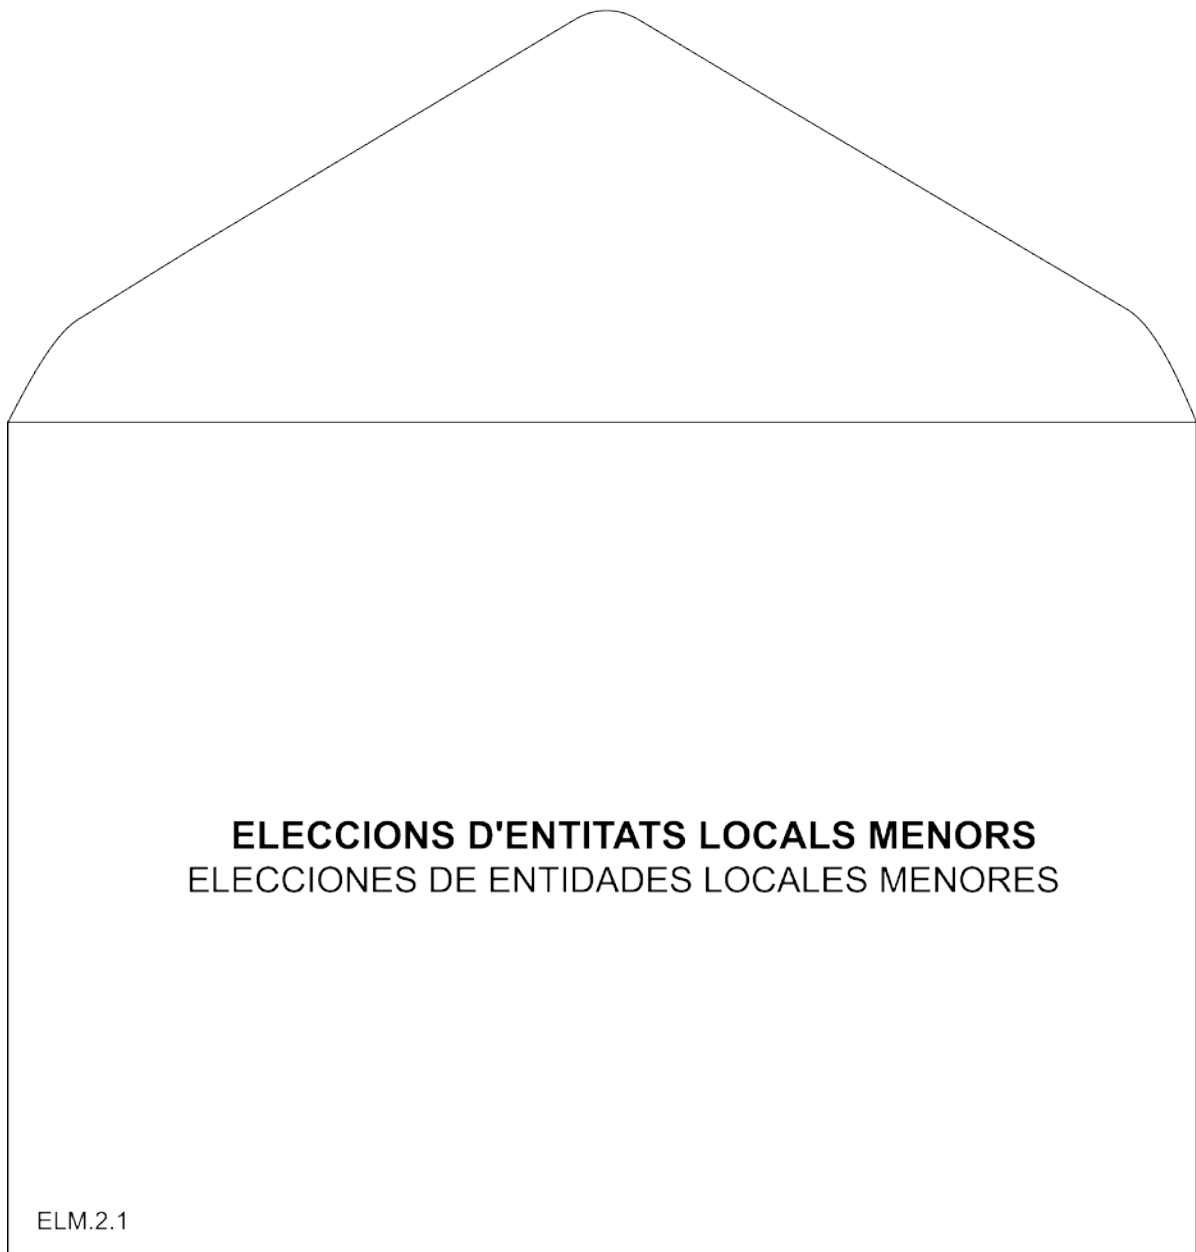 ELECCIONS D'ENTITATS LOCALS MENORS
ELECCIONES DE ENTIDADES LOCALES MENORES
ELM.2.1